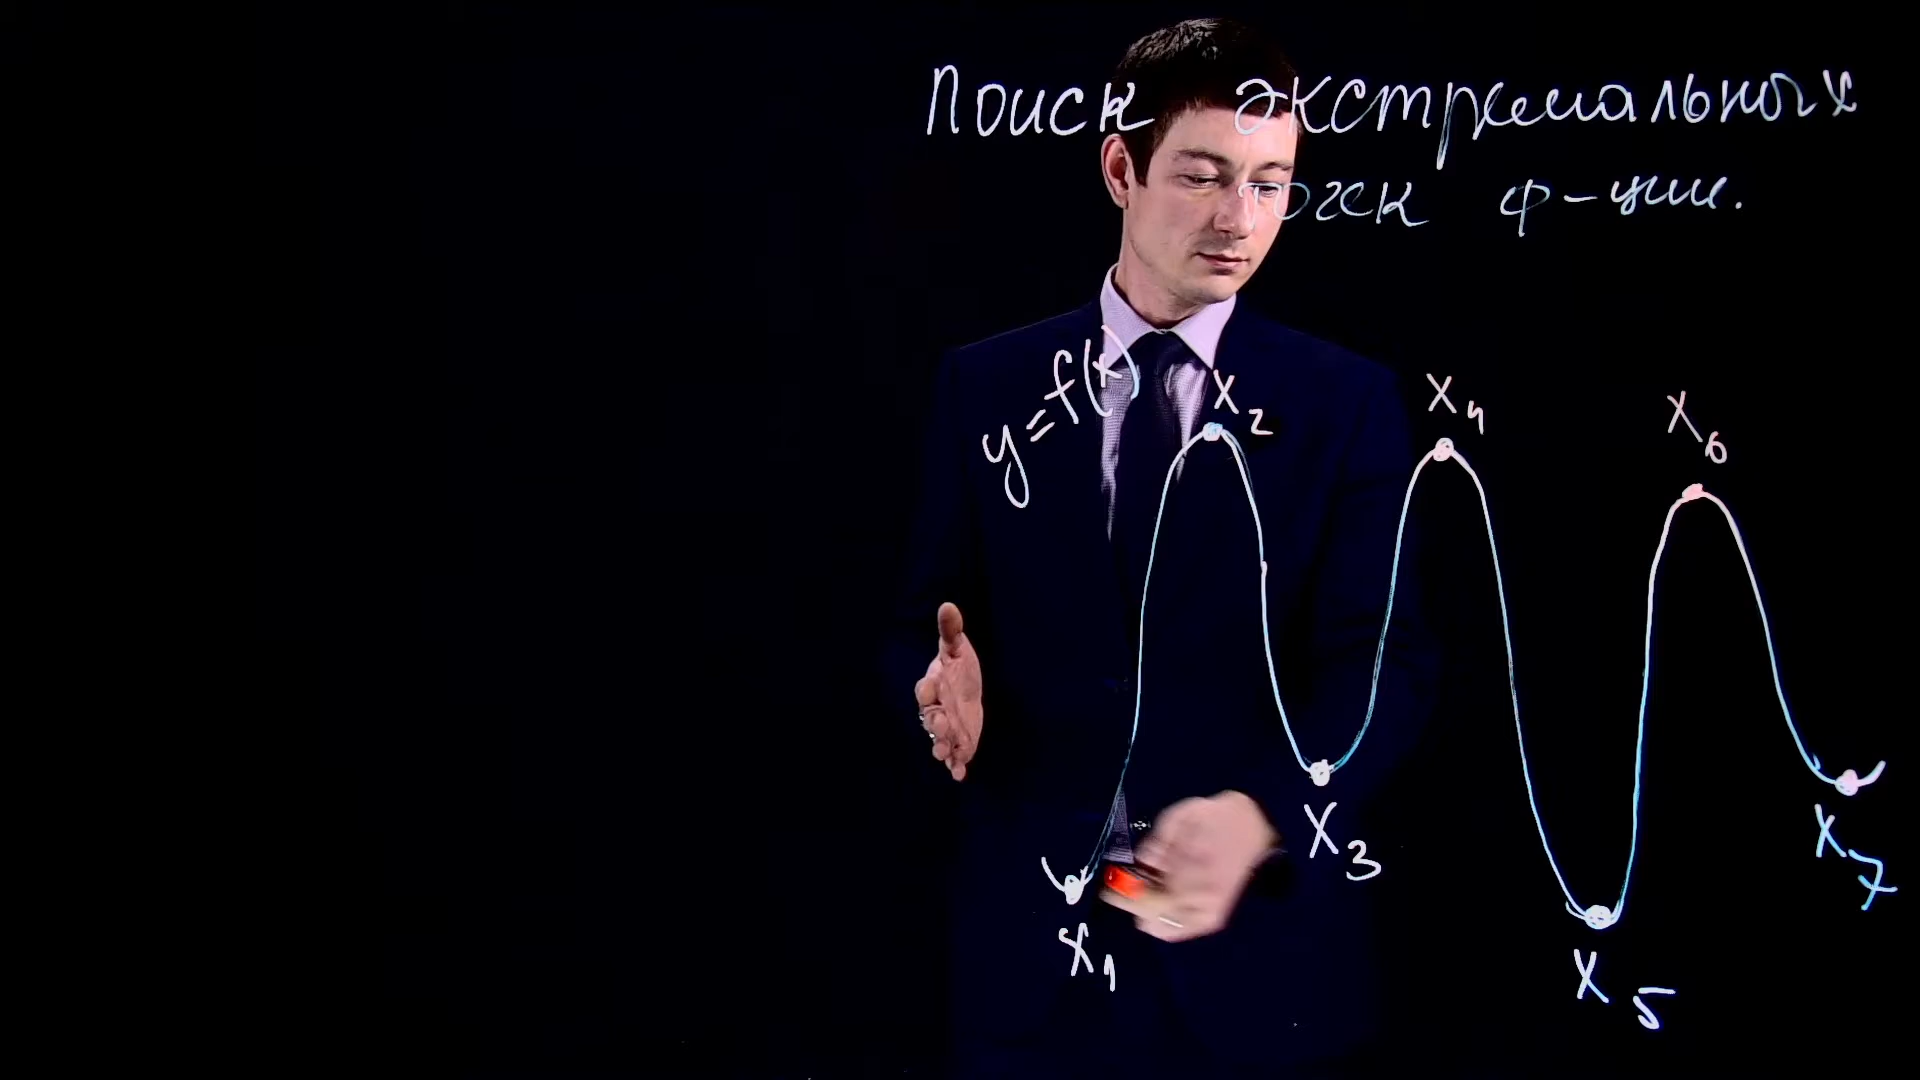 Поиск экстремальных
точек ф-ции.
y=f(x)
x₂
x₄
x₆
x₃
x₇
x₁
x₅